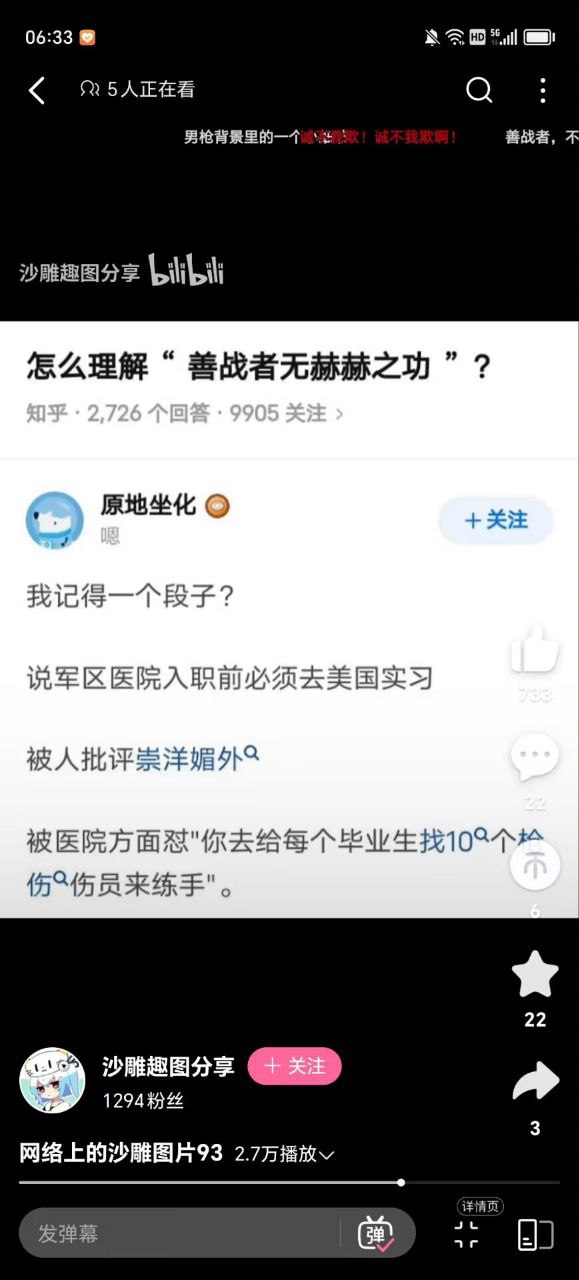 06:33
HD 5G
5人正在看
男枪背景里的一个
诚不我欺！诚不我欺啊！
善战者，不
沙雕趣图分享 bilibili
怎么理解“善战者无赫赫之功”？
知乎 · 2,726 个回答 · 9905 关注 >
原地坐化
嗯
+关注
我记得一个段子？
说军区医院入职前必须去美国实习
733
被人批评崇洋媚外
22
被医院方面怼"你去给每个毕业生找10个枪
伤伤员来练手"。
6
22
沙雕趣图分享
+ 关注
1294粉丝
3
网络上的沙雕图片93 2.7万播放
详情页
发弹幕
弹